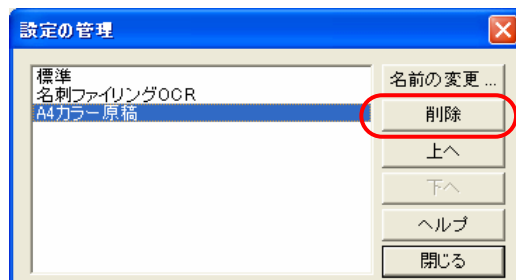 設定の管理
標準
名刺ファイリングOCR
A4カラー原稿
名前の変更...
削除
上へ
下へ
ヘルプ
閉じる